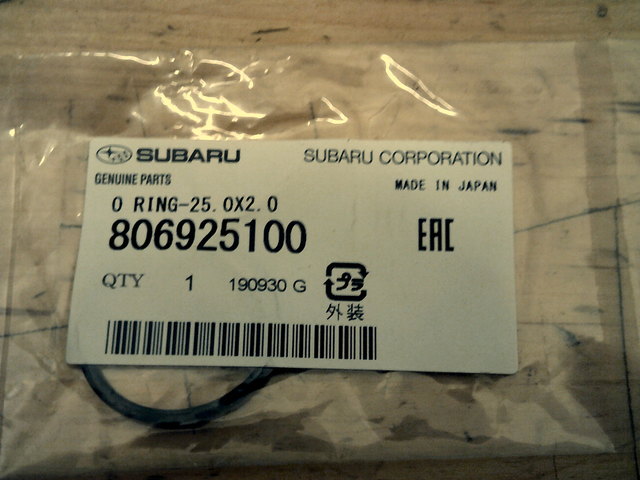 SUBARU SUBARU CORPORATION
GENUINE PARTS MADE IN JAPAN
O RING-25.0X2.0
806925100 EAC
QTY 1 190930 G プラ
外装